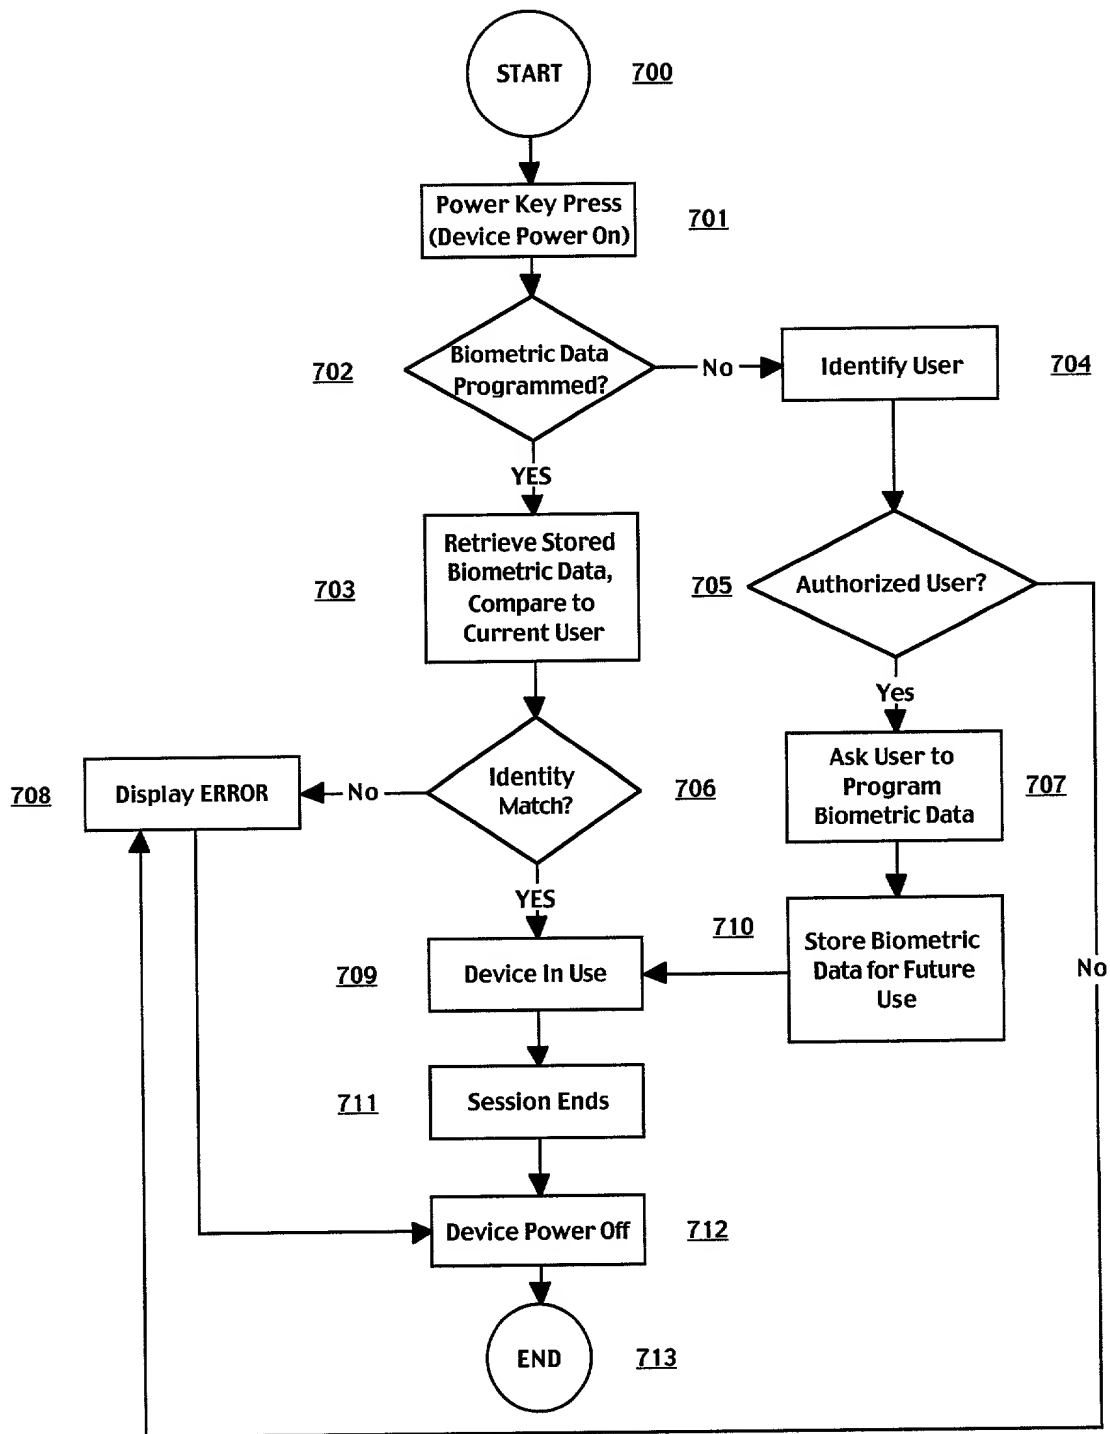 START
700
Power Key Press
(Device Power On)
701
702
Biometric Data
Programmed?
No
Identify User
704
YES
703
Retrieve Stored
Biometric Data,
Compare to
Current User
705
Authorized User?
Yes
708
Display ERROR
No
Identity
Match?
706
Ask User to
Program
Biometric Data
707
YES
710
Store Biometric
Data for Future
Use
No
709
Device In Use
711
Session Ends
Device Power Off
712
END
713